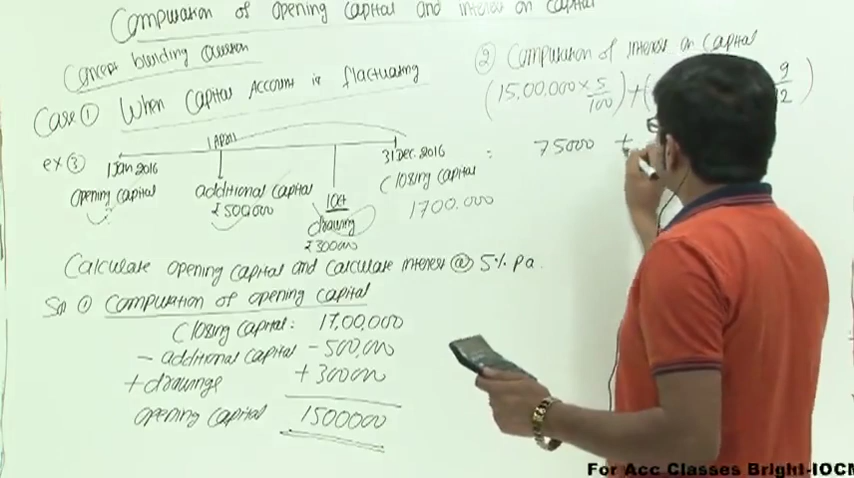 Computation of opening capital and interest on capital
Concept building Question
Case ① When Capital Account is flactuating
ex ③
1 April
1 Jan 2016
31 Dec. 2016
opening capital
additional capital
₹500,000
1 Oct
drawing
₹300000
Closing capital
1700.000
Calculate opening capital and calculate interest @ 5% pa.
Sol ① Computation of opening capital
Closing capital: 17,00,000
- additional capital - 500,000
+ drawings + 300000
opening capital 1500000
② Computation of interest on capital
(15,00,000 × 5/100) + ( 9/12)
: 75000 +
For Acc Classes Bright-IOCM